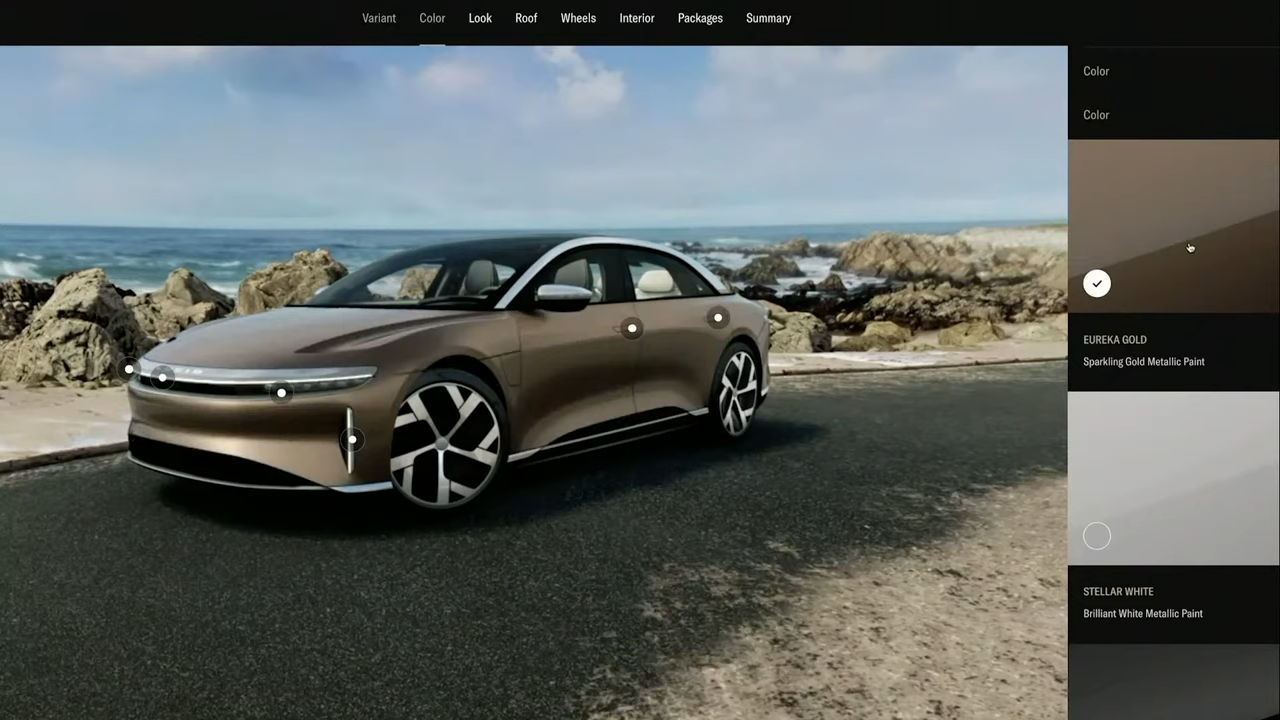 Variant
Color
Look
Roof
Wheels
Interior
Packages
Summary
Color
Color
EUREKA GOLD
Sparkling Gold Metallic Paint
STELLAR WHITE
Brilliant White Metallic Paint